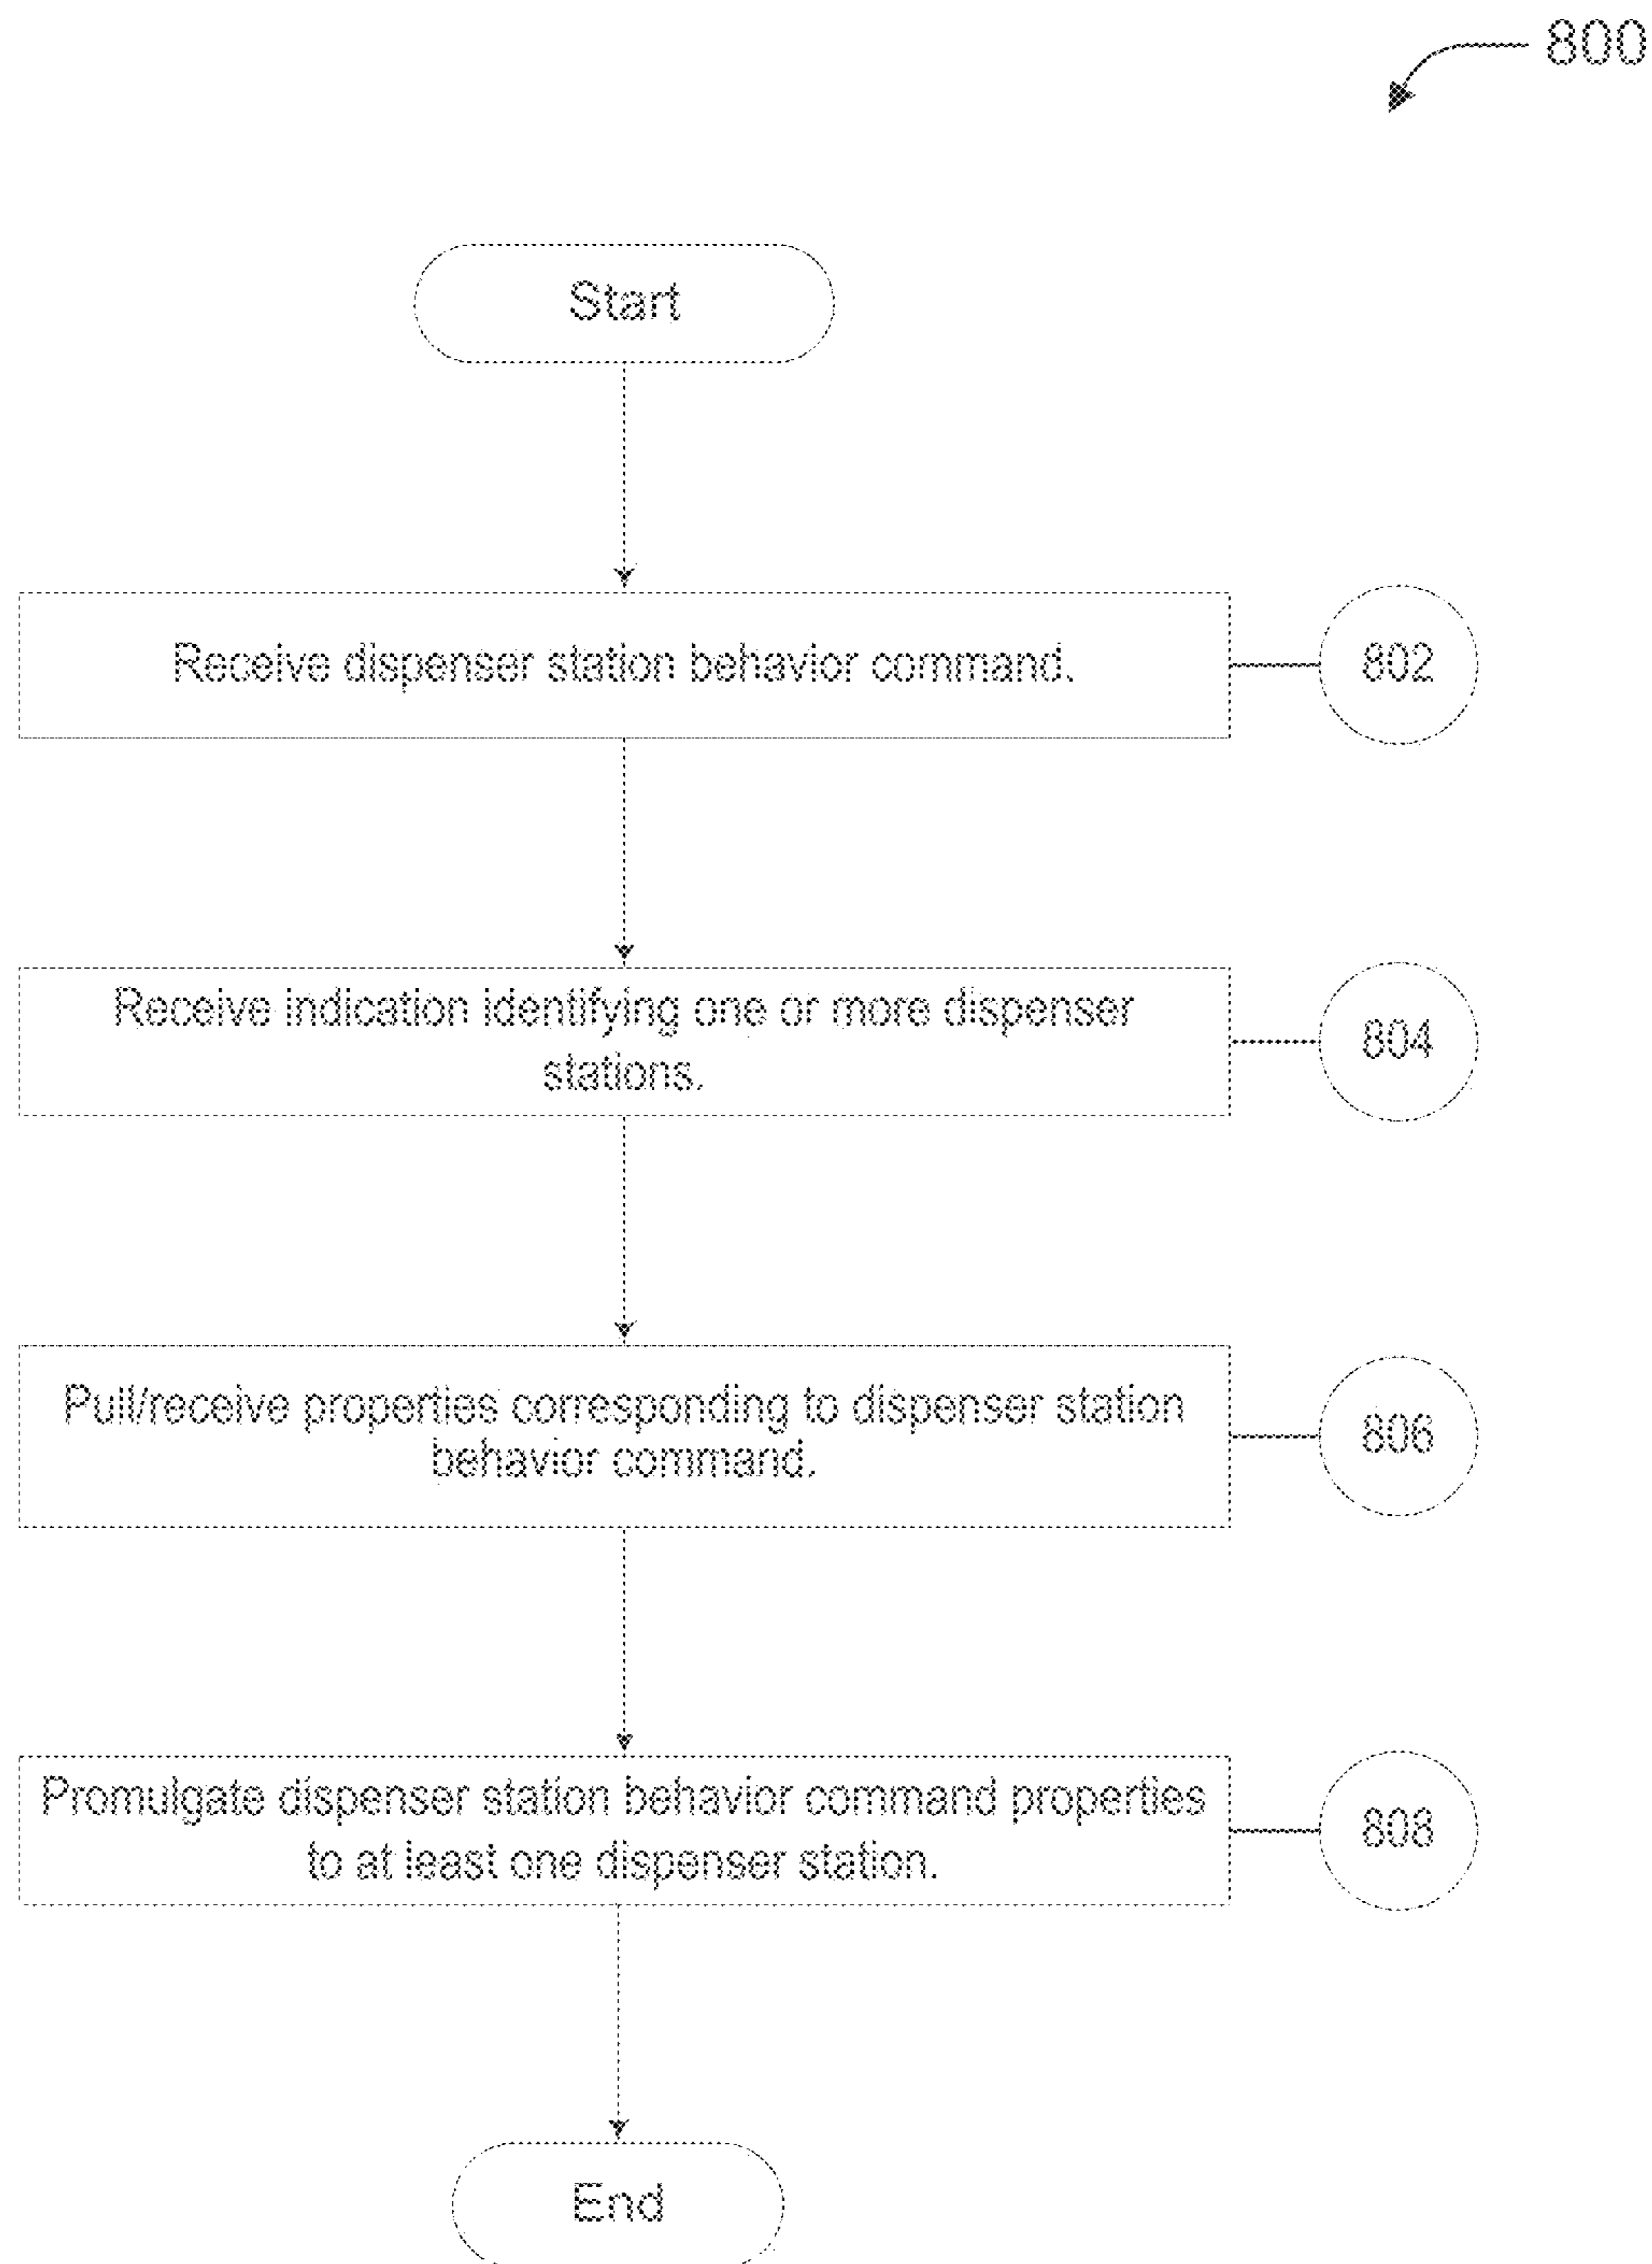 800
Start
Receive dispenser station behavior command.
802
Receive indication identifying one or more dispenser
stations.
804
Pull/receive properties corresponding to dispenser station
behavior command.
806
Promulgate dispenser station behavior command properties
to at least one dispenser station.
808
End